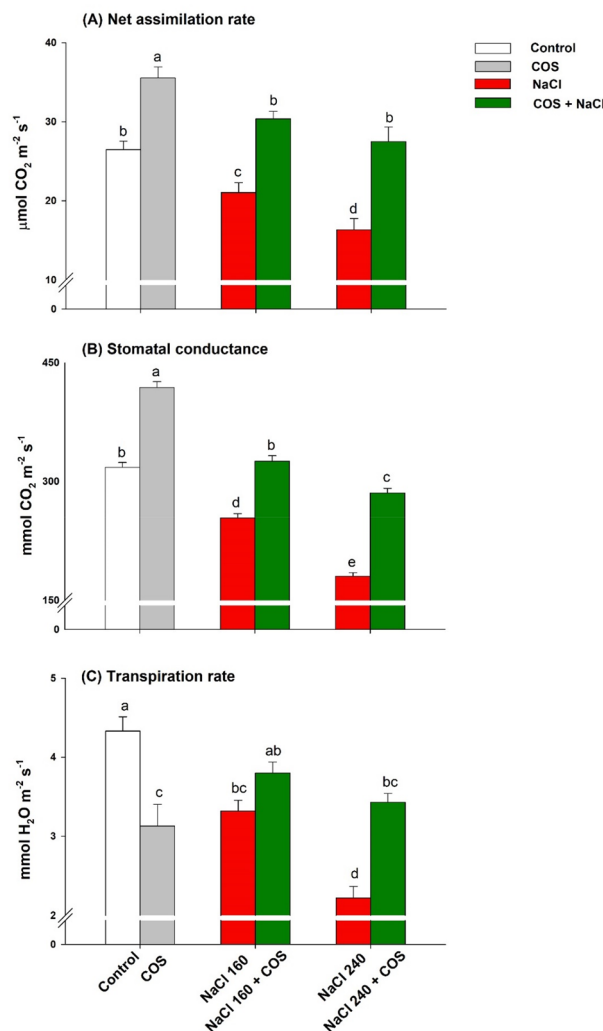 (A) Net assimilation rate
Control
COS
NaCl
COS + NaCl
μmol CO₂ m⁻² s⁻¹
40
30
20
10
0
b
a
c
b
d
b
(B) Stomatal conductance
mmol CO₂ m⁻² s⁻¹
450
300
150
0
b
a
d
b
e
c
(C) Transpiration rate
mmol H₂O m⁻² s⁻¹
5
4
3
2
0
a
c
bc
ab
d
bc
Control
COS
NaCl 160
NaCl 160 + COS
NaCl 240
NaCl 240 + COS